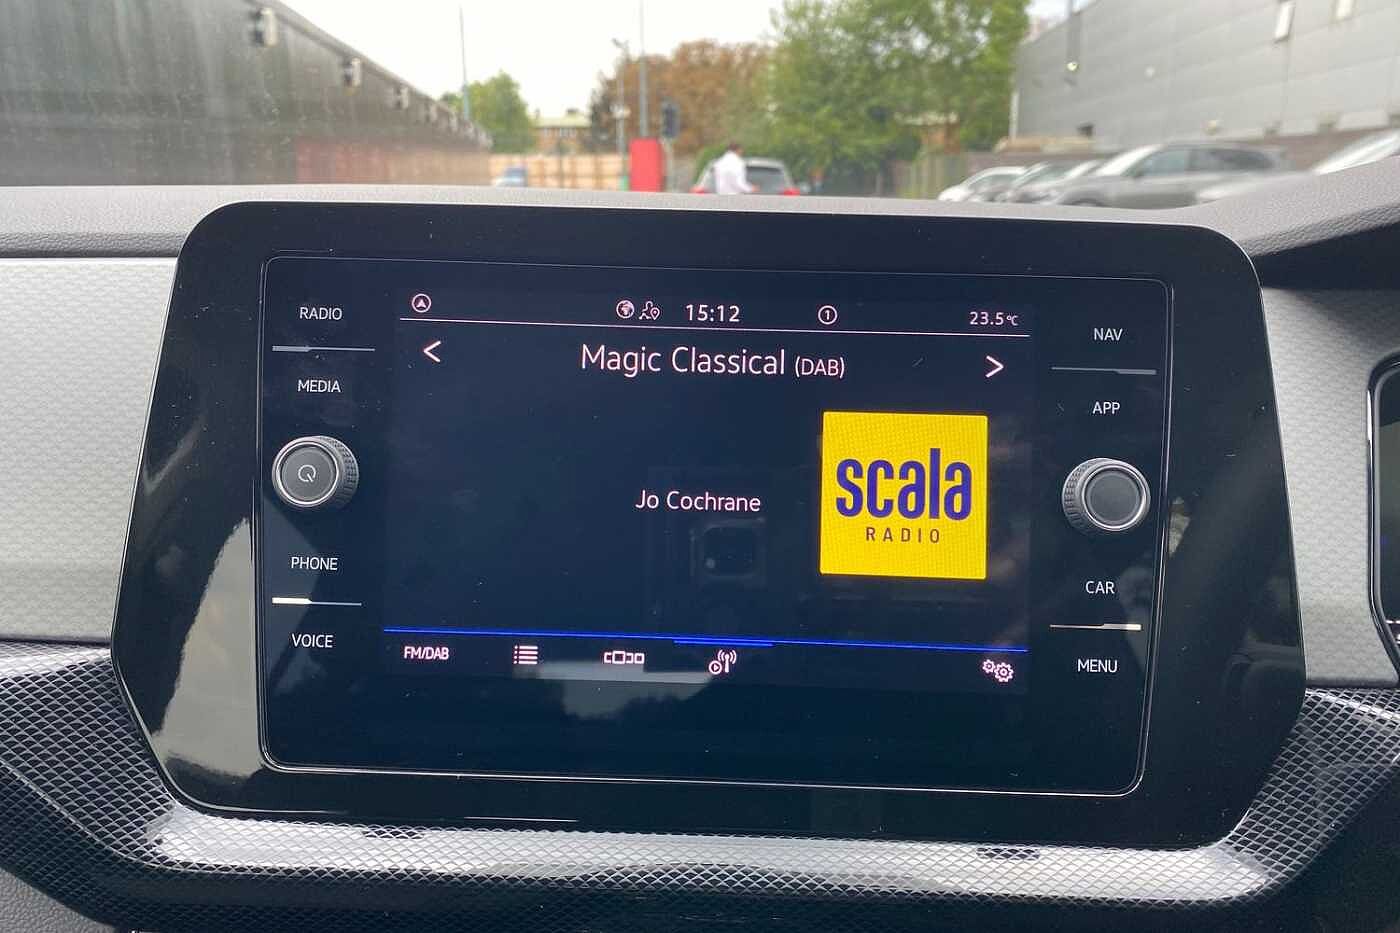 RADIO
MEDIA
PHONE
VOICE
15:12
1
23.5°C
Magic Classical (DAB)
Jo Cochrane
scala
RADIO
FM/DAB
NAV
APP
CAR
MENU